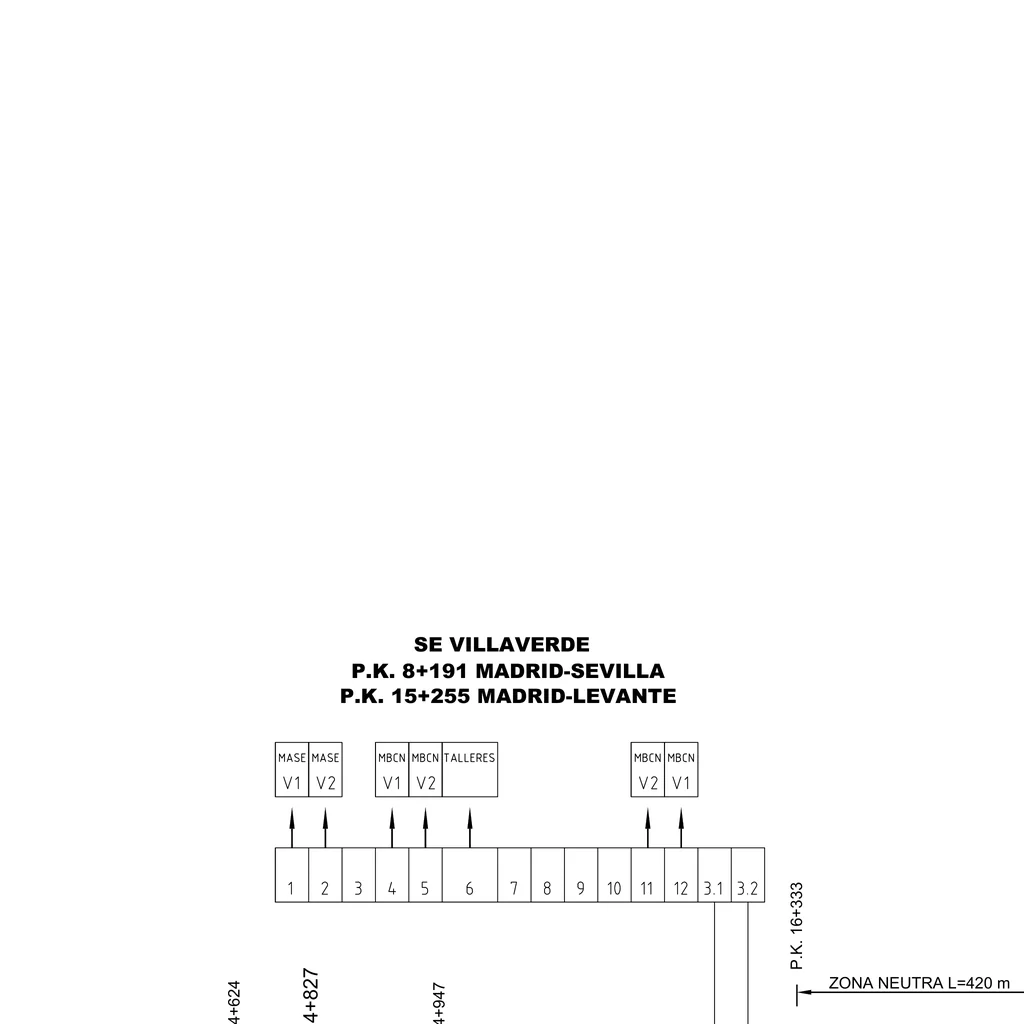 SE VILLAVERDE
P.K. 8+191 MADRID-SEVILLA
P.K. 15+255 MADRID-LEVANTE
MASE MASE MBCN MBCN TALLERES MBCN MBCN
V1 V2 V1 V2 V2 V1
1 2 3 4 5 6 7 8 9 10 11 12 3.1 3.2
P.K. 16+333
ZONA NEUTRA L=420 m
4+624
4+827
4+947